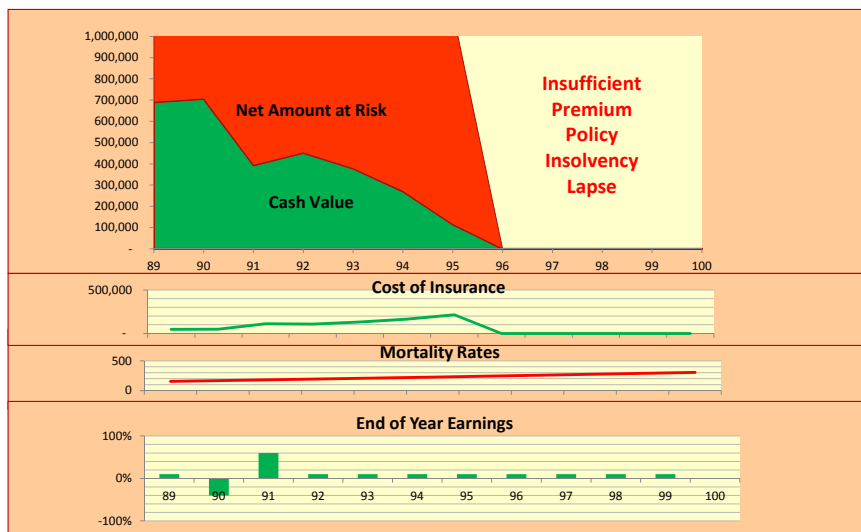 1,000,000
900,000
800,000
700,000
600,000
500,000
400,000
300,000
200,000
100,000
-
Net Amount at Risk
Cash Value
Insufficient
Premium
Policy
Insolvency
Lapse
89 90 91 92 93 94 95 96 97 98 99 100
Cost of Insurance
500,000
-
Mortality Rates
500
0
End of Year Earnings
100%
0%
-100%
89 90 91 92 93 94 95 96 97 98 99 100